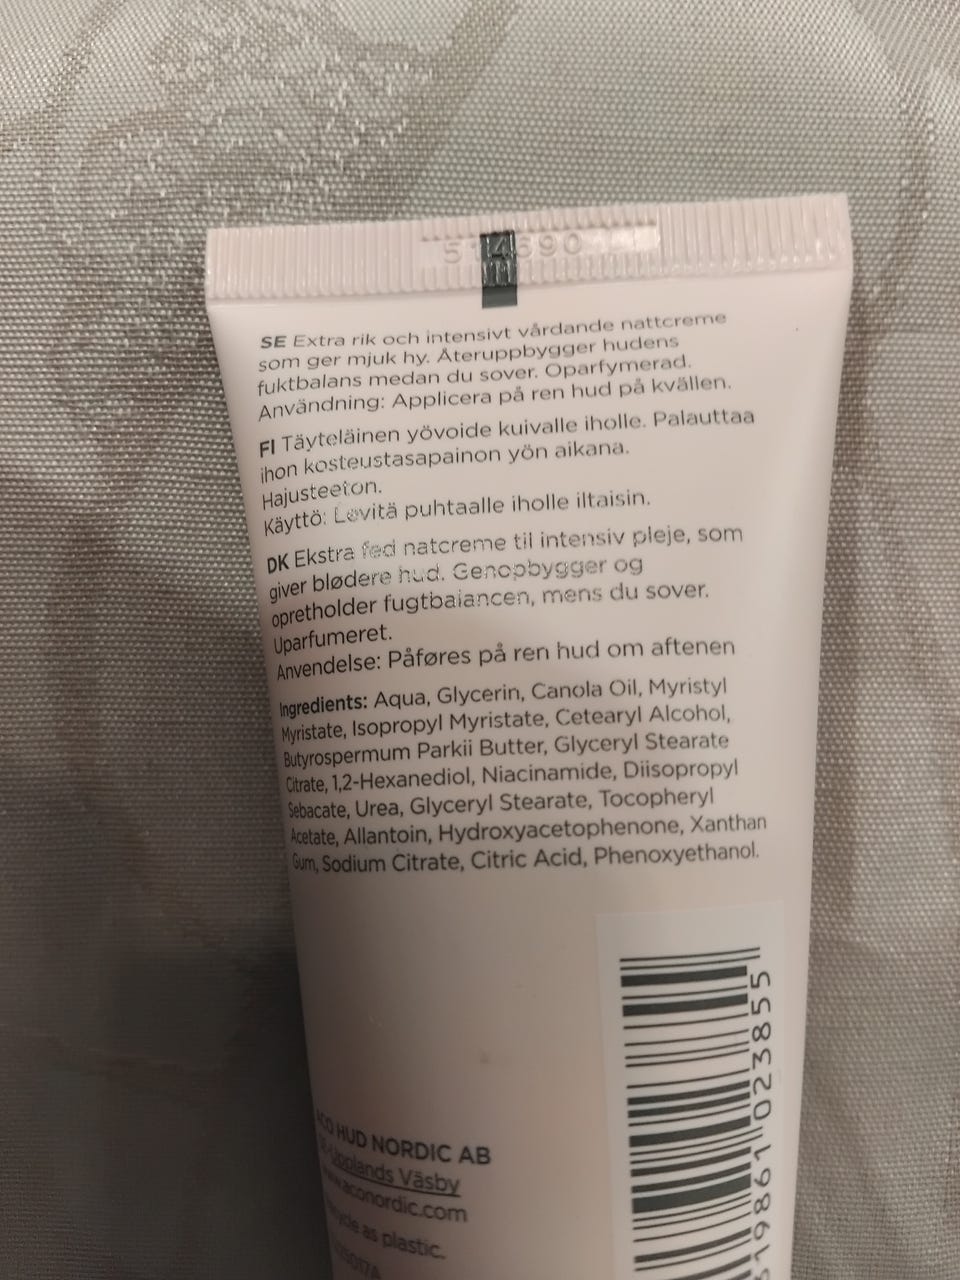 514690
SE Extra rik och intensivt vårdande nattcreme
som ger mjuk hy. Återuppbygger hudens
fuktbalans medan du sover. Oparfymerad.
Användning: Applicera på ren hud på kvällen.
FI Täyteläinen yövoide kuivalle iholle. Palauttaa
ihon kosteustasapainon yön aikana.
Hajusteeton.
Käyttö: Levitä puhtaalle iholle iltaisin.
DK Ekstra fed natcreme til intensiv pleje, som
giver blødere hud. Genopbygger og
opretholder fugtbalancen, mens du sover.
Uparfumeret.
Anvendelse: Påføres på ren hud om aftenen
Ingredients: Aqua, Glycerin, Canola Oil, Myristyl
Myristate, Isopropyl Myristate, Cetearyl Alcohol,
Butyrospermum Parkii Butter, Glyceryl Stearate
Citrate, 1,2-Hexanediol, Niacinamide, Diisopropyl
Sebacate, Urea, Glyceryl Stearate, Tocopheryl
Acetate, Allantoin, Hydroxyacetophenone, Xanthan
Gum, Sodium Citrate, Citric Acid, Phenoxyethanol.
ACO HUD NORDIC AB
Upplands Väsby
www.aconordic.com
as plastic.
19861 023855